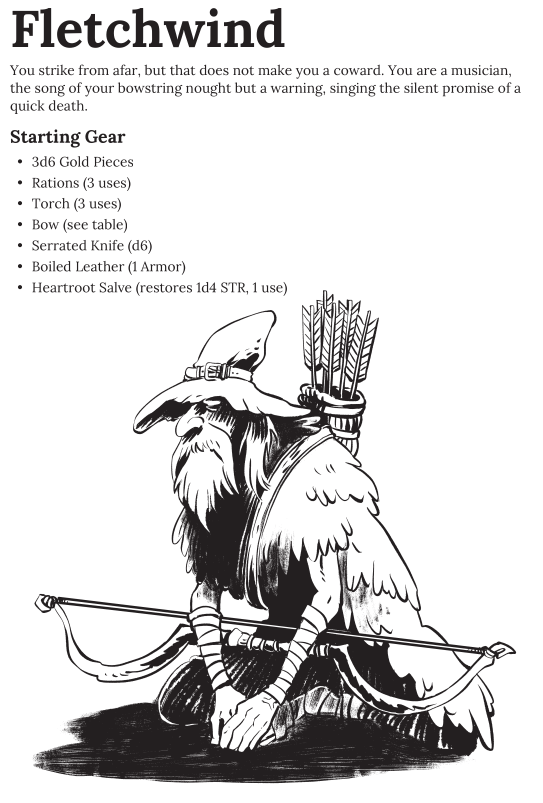 Fletchwind
You strike from afar, but that does not make you a coward. You are a musician,
the song of your bowstring nought but a warning, singing the silent promise of a
quick death.
Starting Gear
• 3d6 Gold Pieces
• Rations (3 uses)
• Torch (3 uses)
• Bow (see table)
• Serrated Knife (d6)
• Boiled Leather (1 Armor)
• Heartroot Salve (restores 1d4 STR, 1 use)